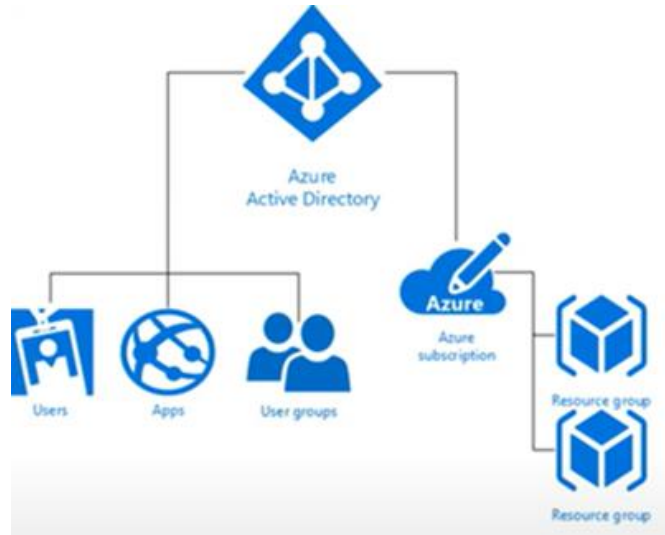 Azure
Active Directory
Azure
Azure
subscription
Users
Apps
User groups
Resource group
Resource group